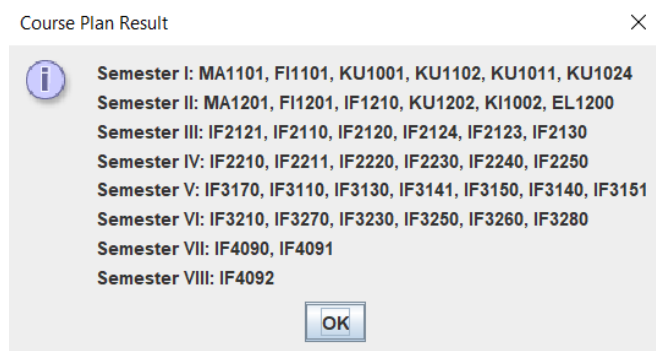 Course Plan Result
Semester I: MA1101, FI1101, KU1001, KU1102, KU1011, KU1024
Semester II: MA1201, FI1201, IF1210, KU1202, KI1002, EL1200
Semester III: IF2121, IF2110, IF2120, IF2124, IF2123, IF2130
Semester IV: IF2210, IF2211, IF2220, IF2230, IF2240, IF2250
Semester V: IF3170, IF3110, IF3130, IF3141, IF3150, IF3140, IF3151
Semester VI: IF3210, IF3270, IF3230, IF3250, IF3260, IF3280
Semester VII: IF4090, IF4091
Semester VIII: IF4092
OK